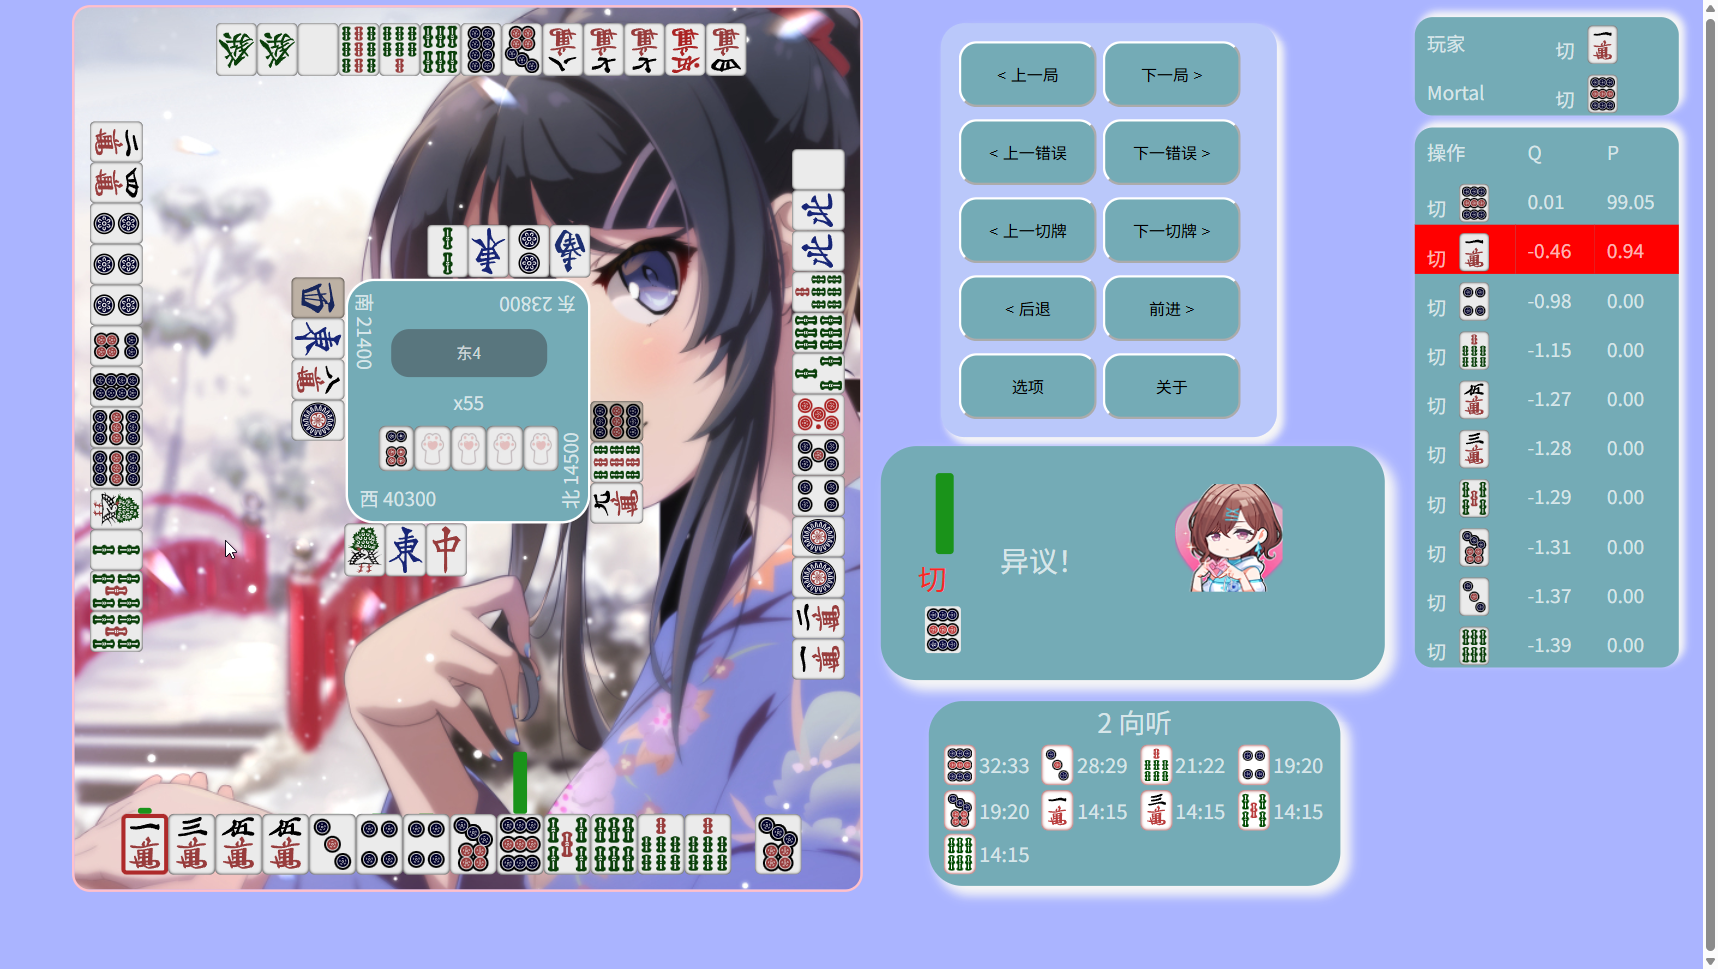 南 21400
东 23800
东4
x55
西 40300
北 14500
< 上一局
下一局 >
< 上一错误
下一错误 >
< 上一切牌
下一切牌 >
< 后退
前进 >
选项
关于
切
异议！
2 向听
32:33
28:29
21:22
19:20
19:20
14:15
14:15
14:15
14:15
玩家 切
Mortal 切
操作 Q P
切 0.01 99.05
切 -0.46 0.94
切 -0.98 0.00
切 -1.15 0.00
切 -1.27 0.00
切 -1.28 0.00
切 -1.29 0.00
切 -1.31 0.00
切 -1.37 0.00
切 -1.39 0.00